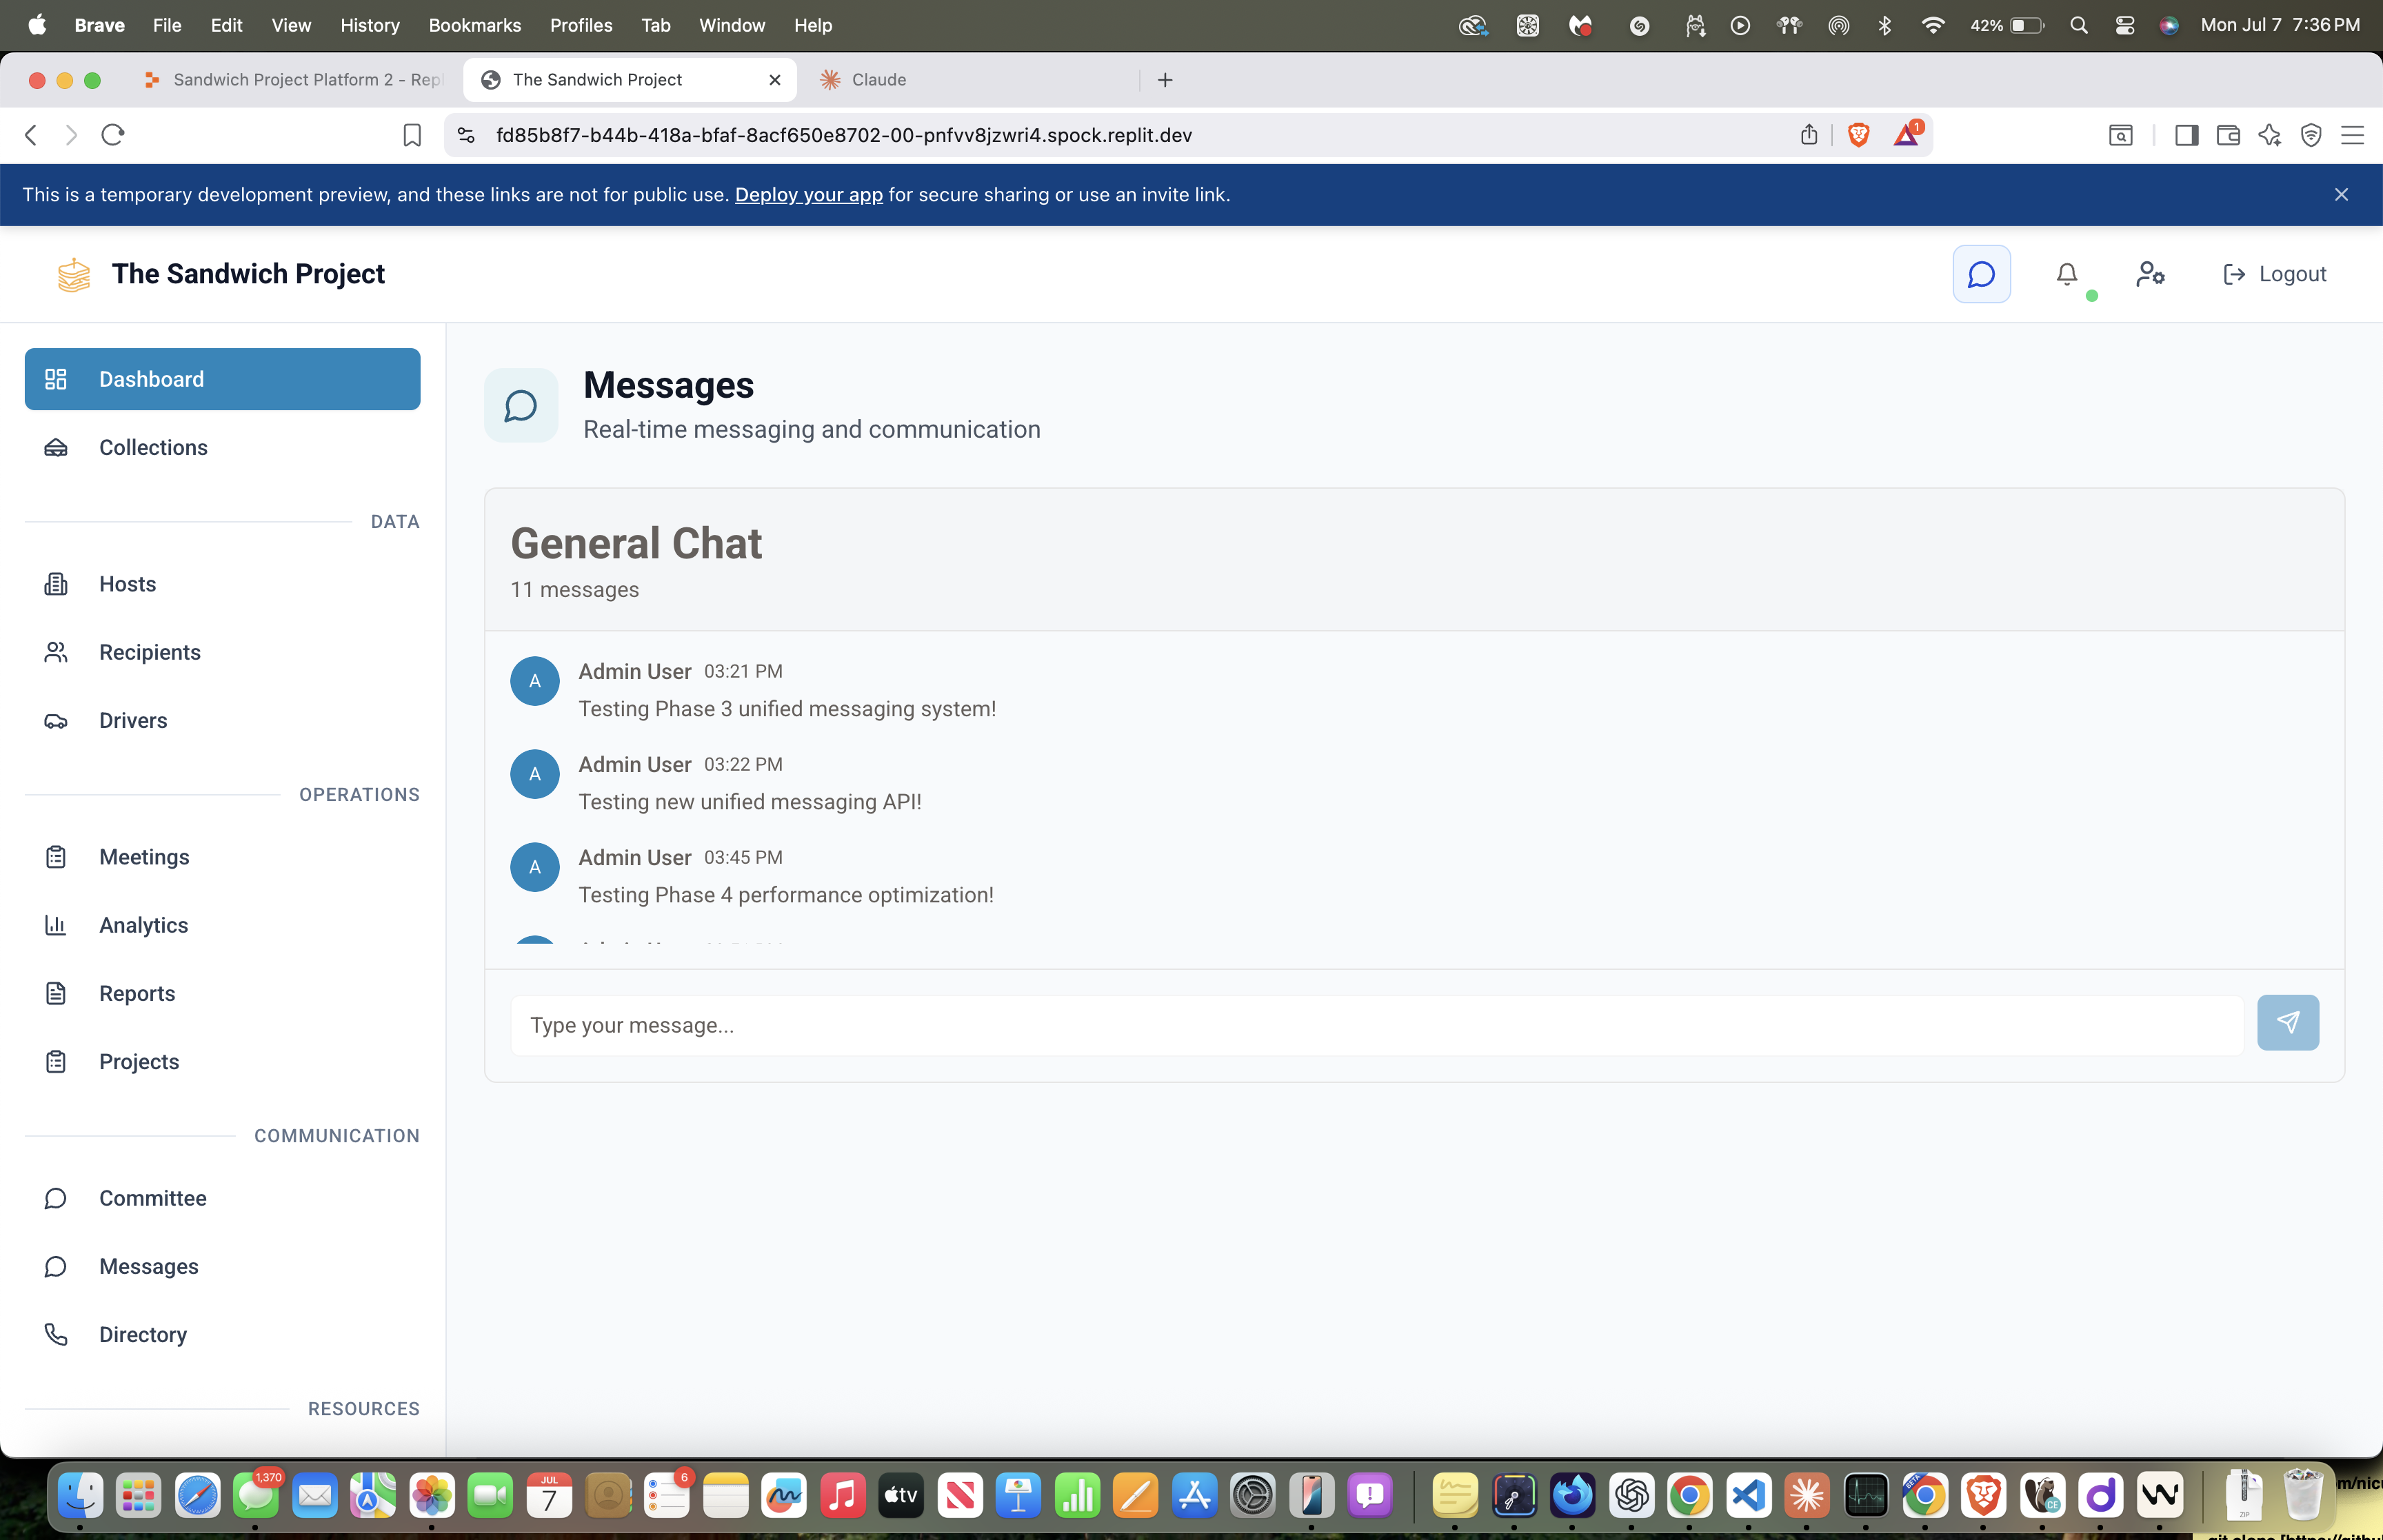 Brave File Edit View History Bookmarks Profiles Tab Window Help 42% Mon Jul 7 7:36 PM
Sandwich Project Platform 2 - Repl The Sandwich Project Claude
fd85b8f7-b44b-418a-bfaf-8acf650e8702-00-pnfvv8jzwri4.spock.replit.dev 1
This is a temporary development preview, and these links are not for public use. Deploy your app for secure sharing or use an invite link.
The Sandwich Project
Logout
Dashboard
Collections
DATA
Hosts
Recipients
Drivers
OPERATIONS
Meetings
Analytics
Reports
Projects
COMMUNICATION
Committee
Messages
Directory
RESOURCES
Messages
Real-time messaging and communication
General Chat
11 messages
A
Admin User 03:21 PM
Testing Phase 3 unified messaging system!
A
Admin User 03:22 PM
Testing new unified messaging API!
A
Admin User 03:45 PM
Testing Phase 4 performance optimization!
Type your message...
1,370
JUL
7
6
tv
BETA
CE
ZIP
m/nic